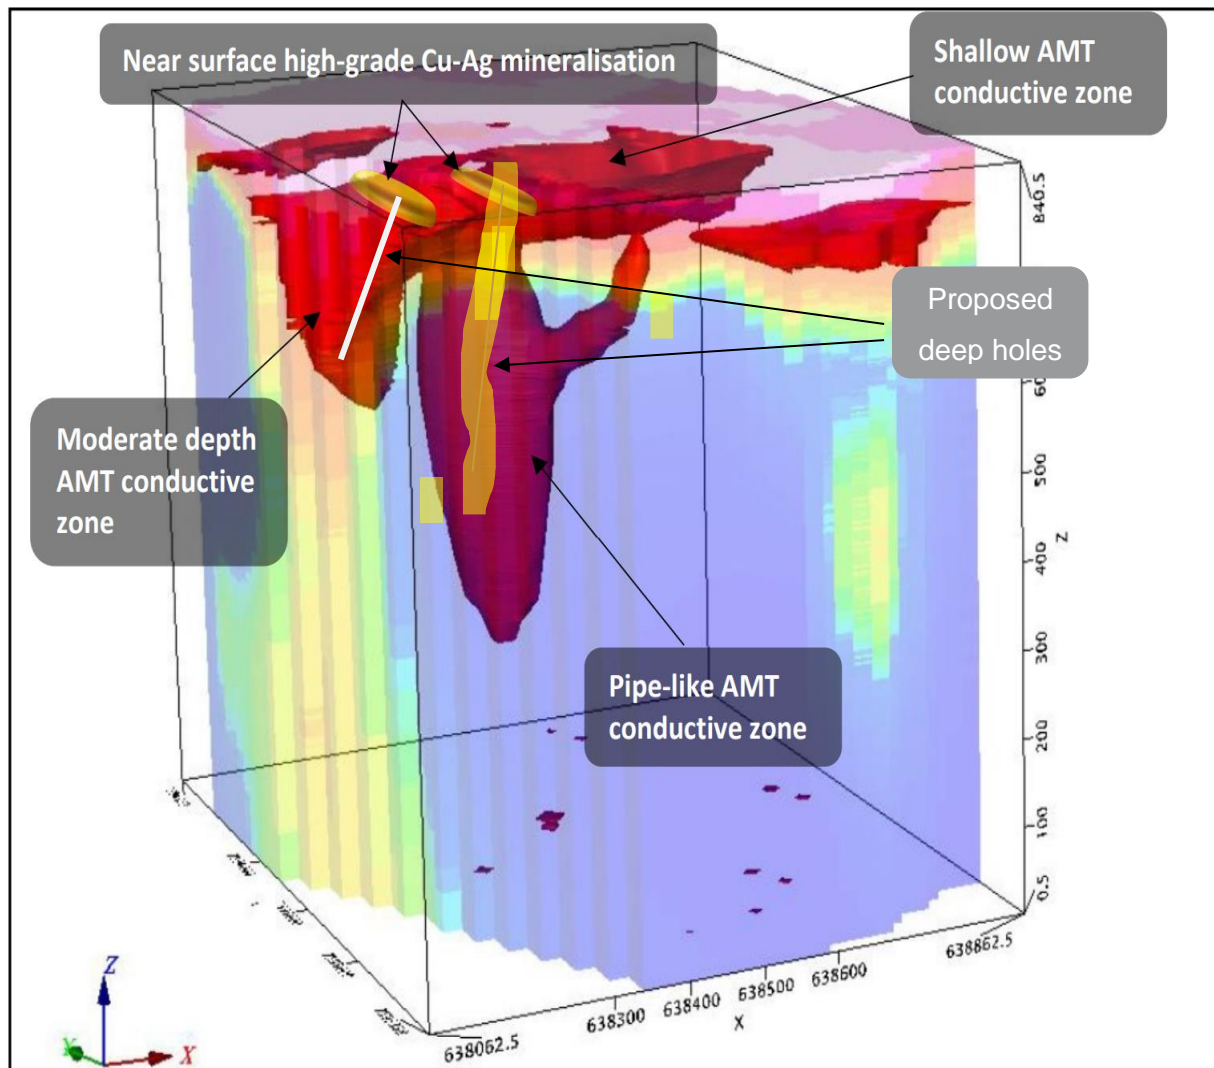 Near surface high-grade Cu-Ag mineralisation
Shallow AMT
conductive zone
840.5
Proposed
deep holes
Moderate depth
AMT conductive
zone
500
Z
400
300
Pipe-like AMT
conductive zone
200
100
0.5
638862.5
638600
638500
638400
638300
X
638062.5
Z
Y
X